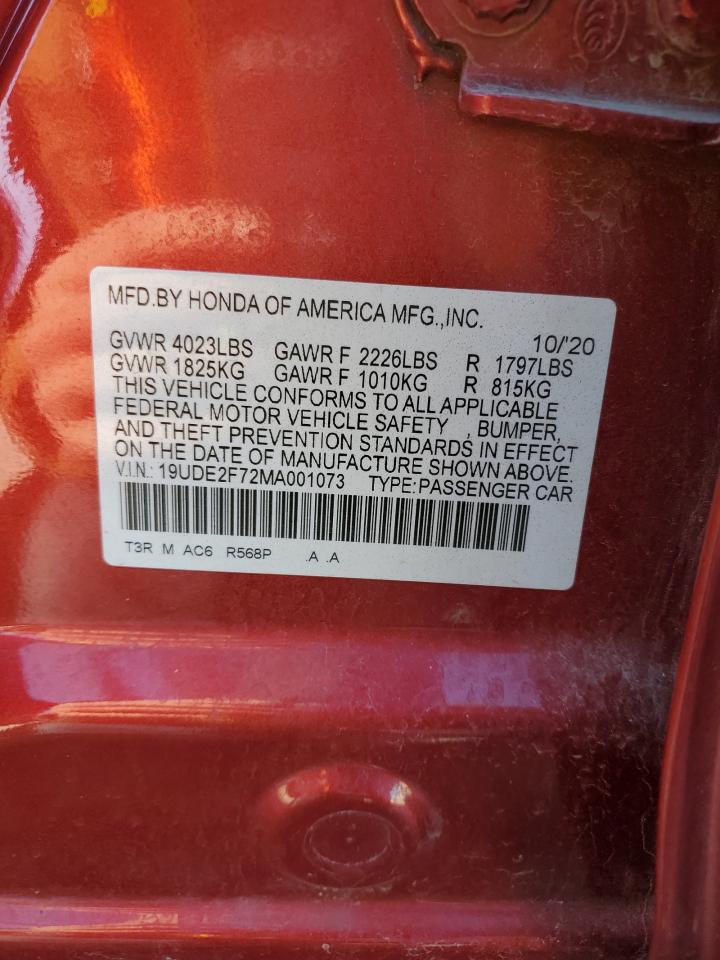 MFD.BY HONDA OF AMERICA MFG.,INC.
10/'20
GVWR 4023LBS GAWR F 2226LBS R 1797LBS
GVWR 1825KG GAWR F 1010KG R 815KG
THIS VEHICLE CONFORMS TO ALL APPLICABLE
FEDERAL MOTOR VEHICLE SAFETY , BUMPER,
AND THEFT PREVENTION STANDARDS IN EFFECT
ON THE DATE OF MANUFACTURE SHOWN ABOVE.
V.I.N.: 19UDE2F72MA001073 TYPE:PASSENGER CAR
T3R M AC6 R568P .A .A